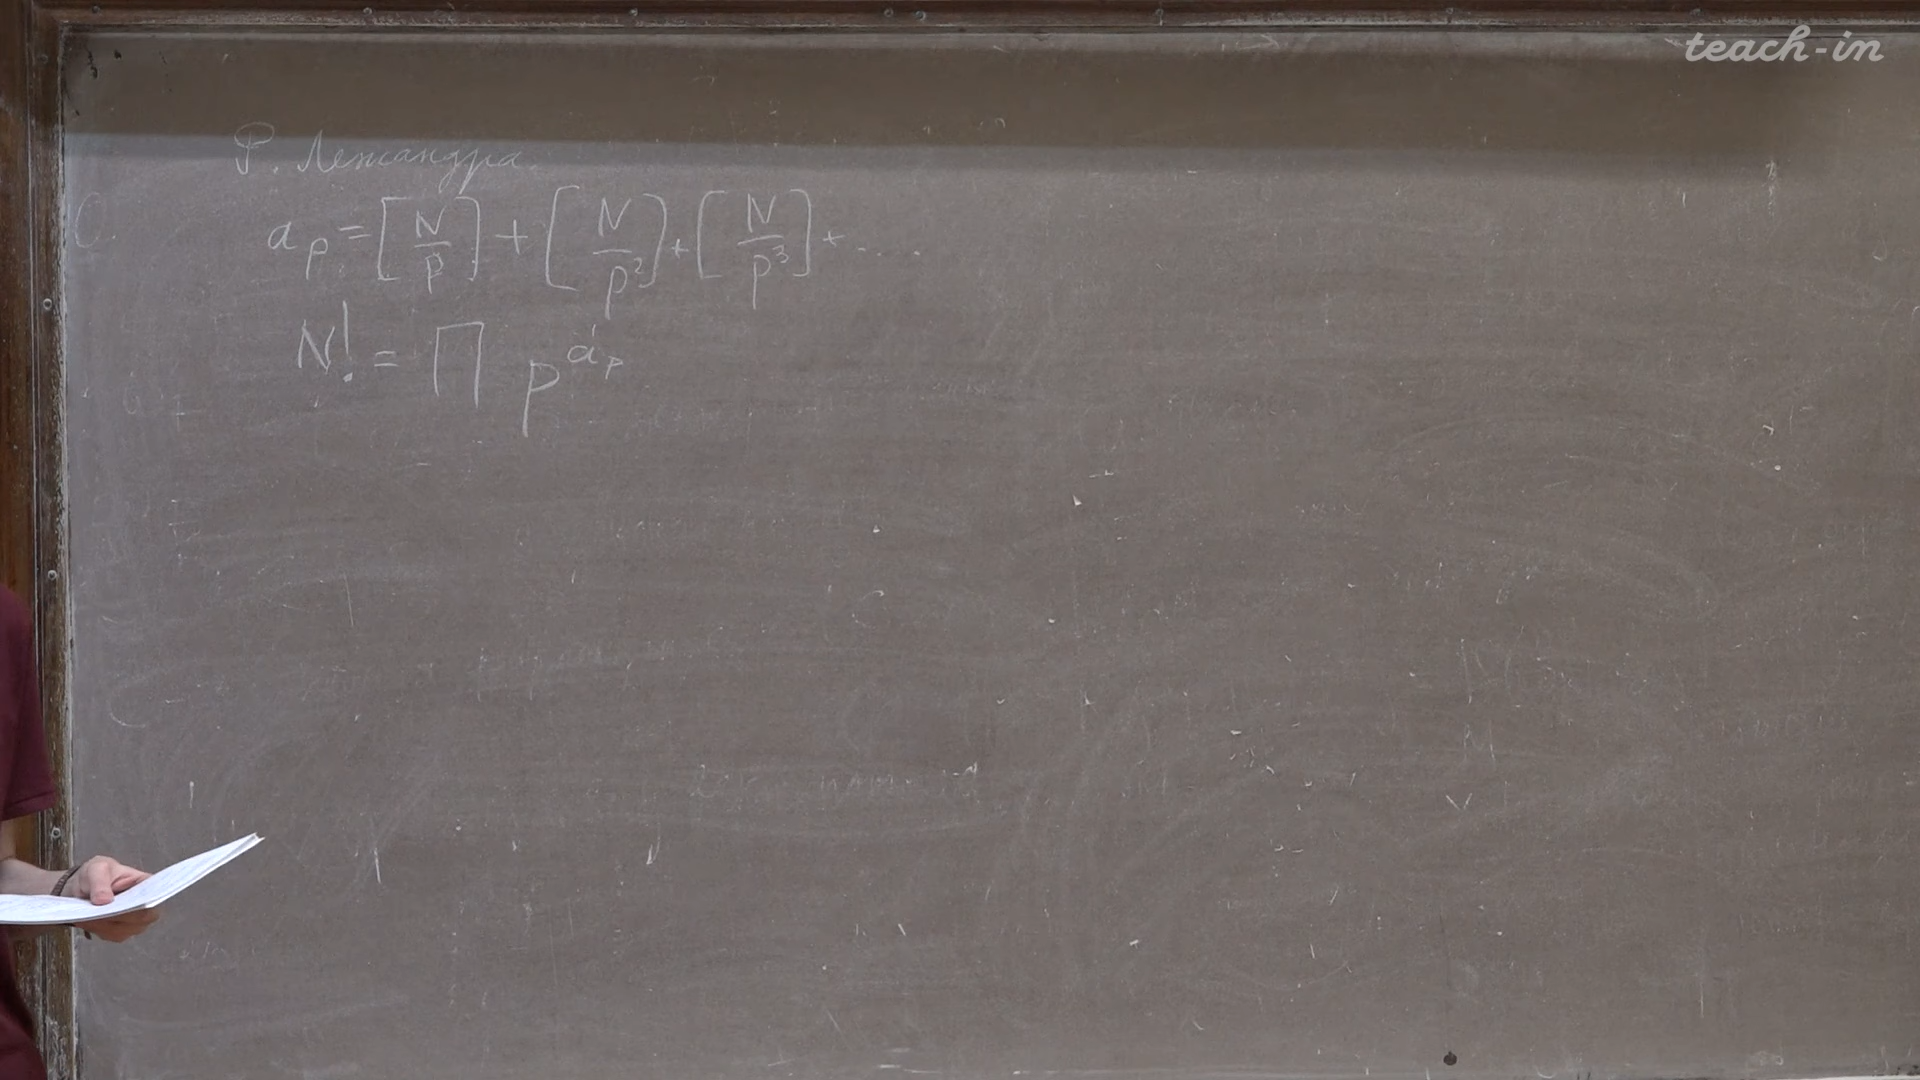 teach-in
Ф. Лежандра.
a_p = [N/p] + [N/p²] + [N/p³] + ....
N! = ∏ p^{a_p}